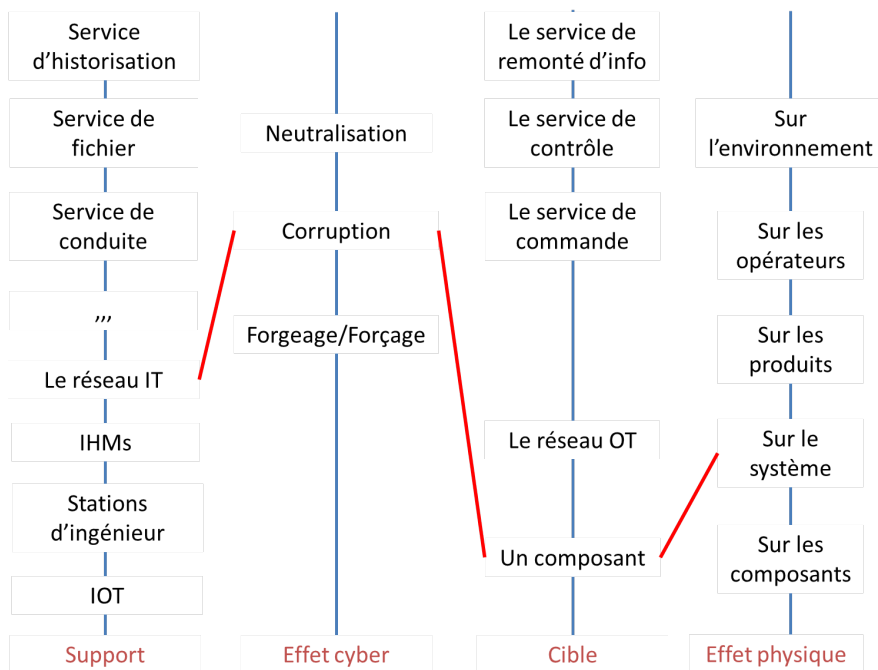 Service
d'historisation
Service de
fichier
Service de
conduite
,,,
Le réseau IT
IHMs
Stations
d'ingénieur
IOT
Support
Neutralisation
Corruption
Forgeage/Forçage
Effet cyber
Le service de
remonté d'info
Le service de
contrôle
Le service de
commande
Le réseau OT
Un composant
Cible
Sur
l'environnement
Sur les
opérateurs
Sur les
produits
Sur le
système
Sur les
composants
Effet physique